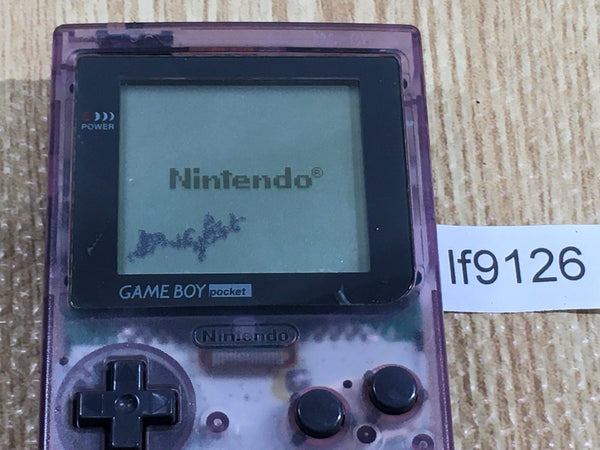 POWER
Nintendo®
GAME BOY pocket
Nintendo
lf9126